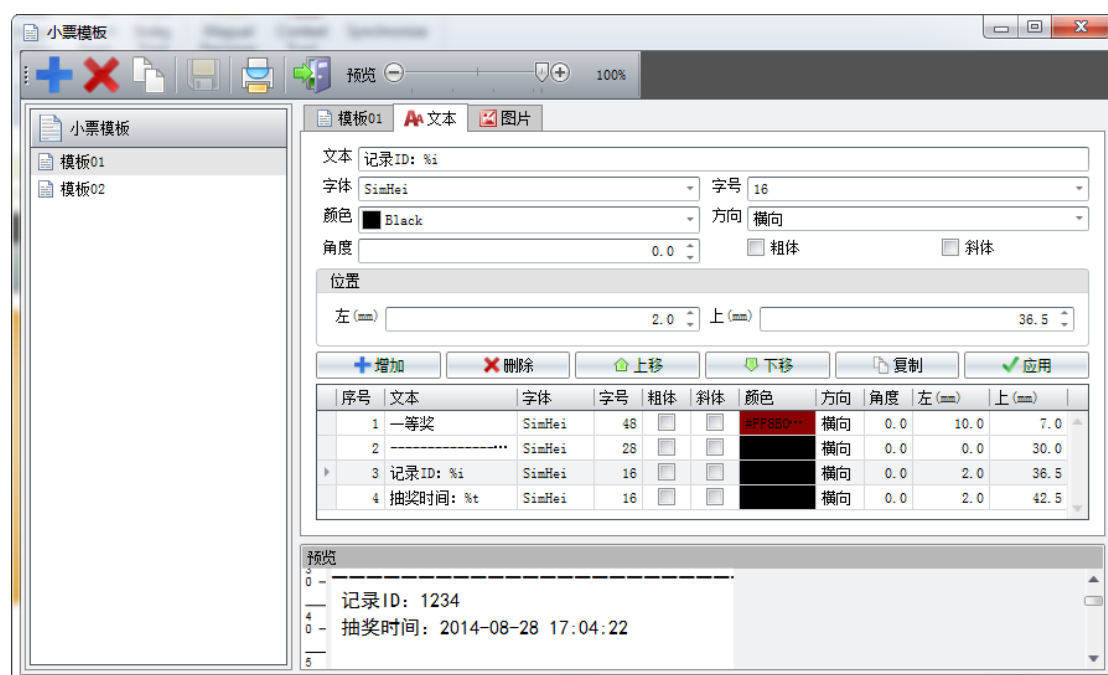 小票模板
预览 100%
小票模板
模板01
模板02
模板01 文本 图片
文本 记录ID: %i
字体 SimHei 字号 16
颜色 Black 方向 横向
角度 0.0 粗体 斜体
位置
左(mm) 2.0 上(mm) 36.5
增加 删除 上移 下移 复制 应用
序号 文本 字体 字号 粗体 斜体 颜色 方向 角度 左(mm) 上(mm)
1 一等奖 SimHei 48 #FF8B0··· 横向 0.0 10.0 7.0
2 --------------··· SimHei 28 横向 0.0 0.0 30.0
3 记录ID: %i SimHei 16 横向 0.0 2.0 36.5
4 抽奖时间: %t SimHei 16 横向 0.0 2.0 42.5
预览
30
记录ID: 1234
40 抽奖时间: 2014-08-28 17:04:22
5